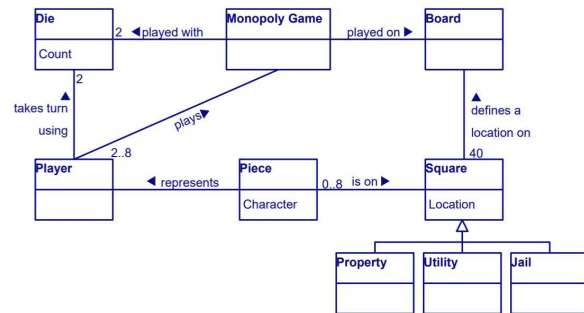 Die
Monopoly Game
Board
2 ◀ played with
played on ▶
Count
2
takes turn
using
plays
defines a
location on
2..8
40
Player
Piece
Square
◀ represents
0..8 is on ▶
Character
Location
Property
Utility
Jail